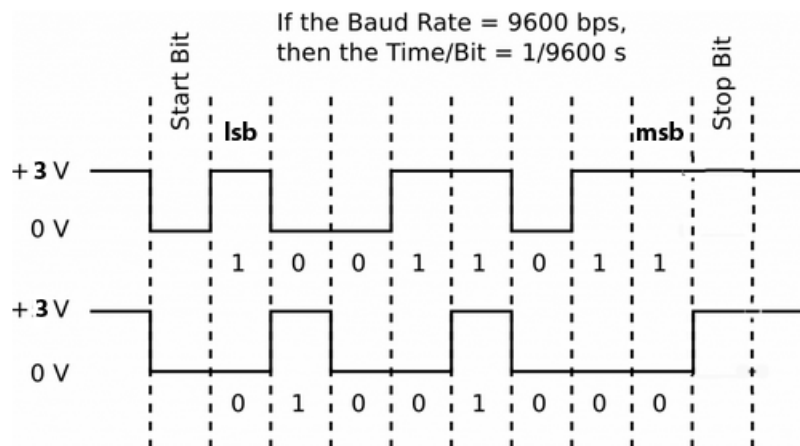 If the Baud Rate = 9600 bps,
then the Time/Bit = 1/9600 s
Start Bit
Stop Bit
lsb
msb
+3 V
0 V
1 0 0 1 1 0 1 1
+3 V
0 V
0 1 0 0 1 0 0 0